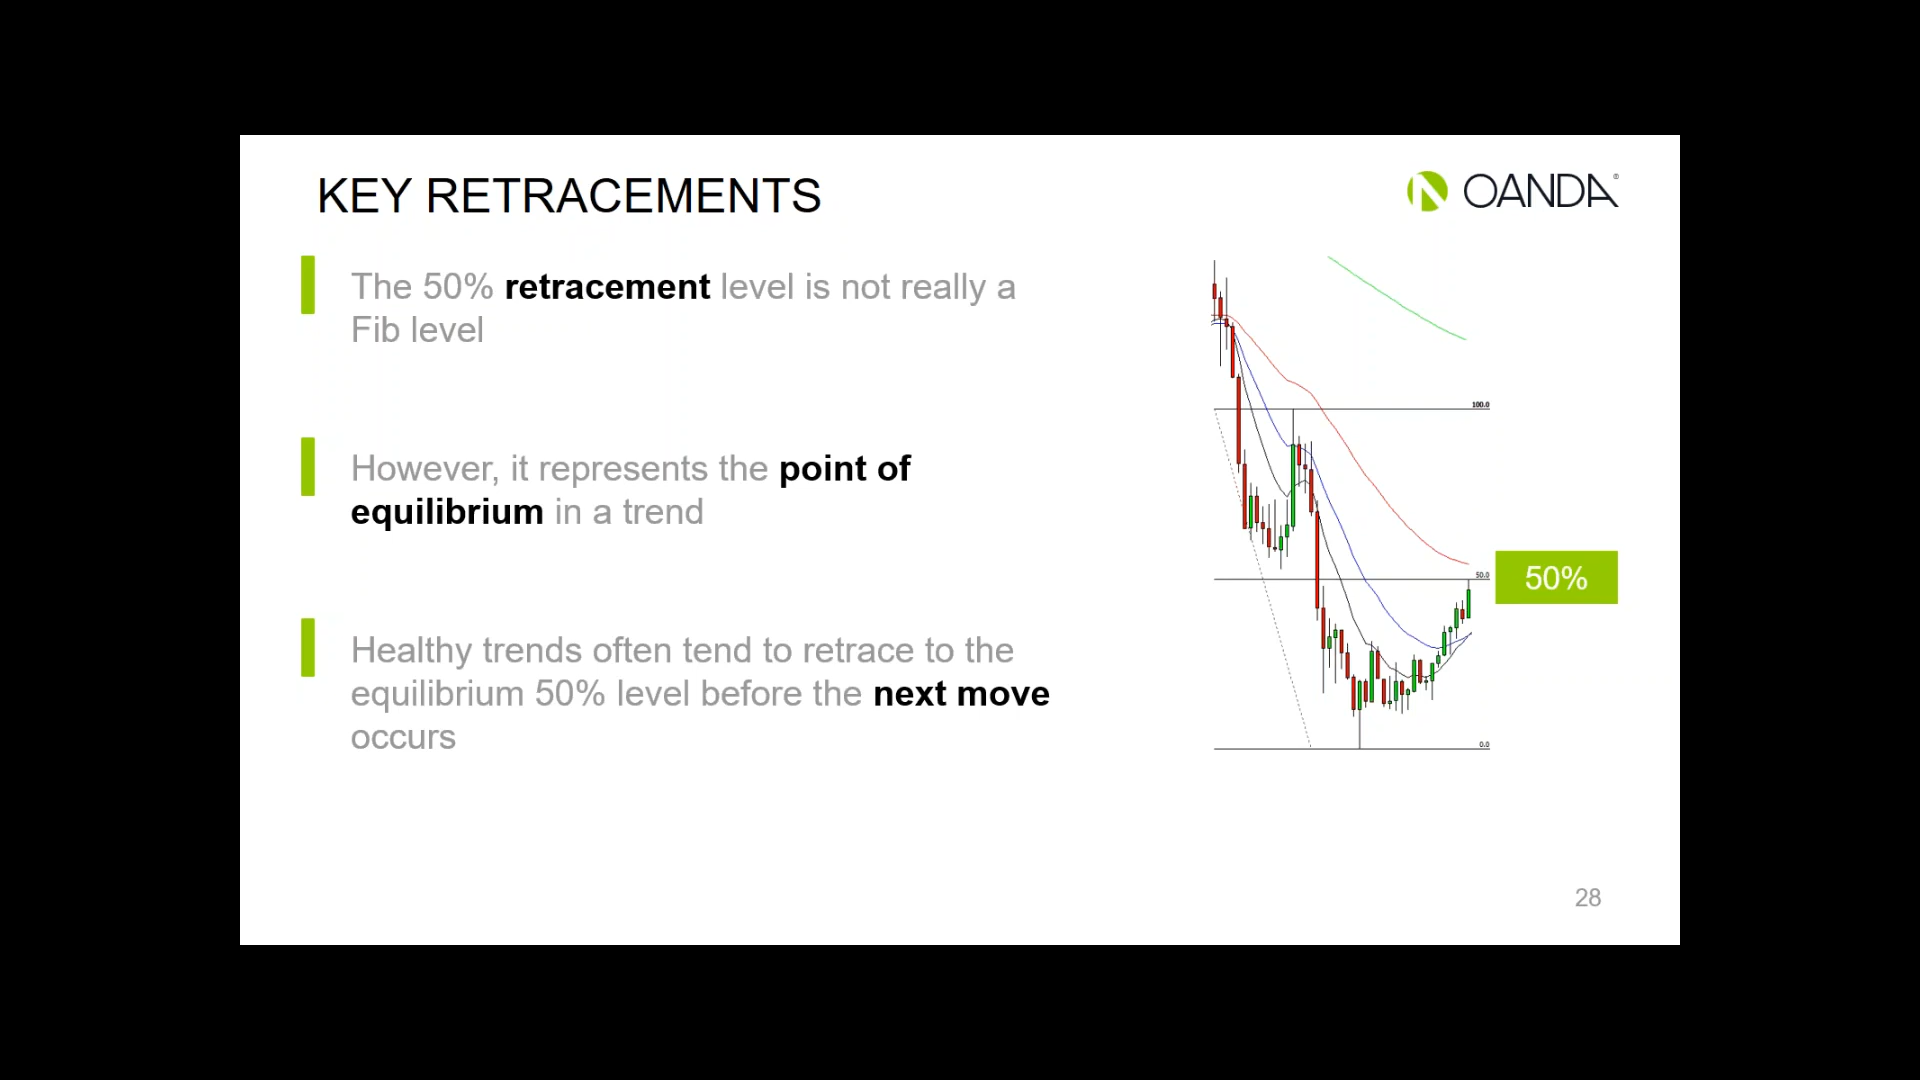 KEY RETRACEMENTS
OANDA®
The 50% retracement level is not really a
Fib level
However, it represents the point of
equilibrium in a trend
Healthy trends often tend to retrace to the
equilibrium 50% level before the next move
occurs
100.0
50.0
50%
0.0
28